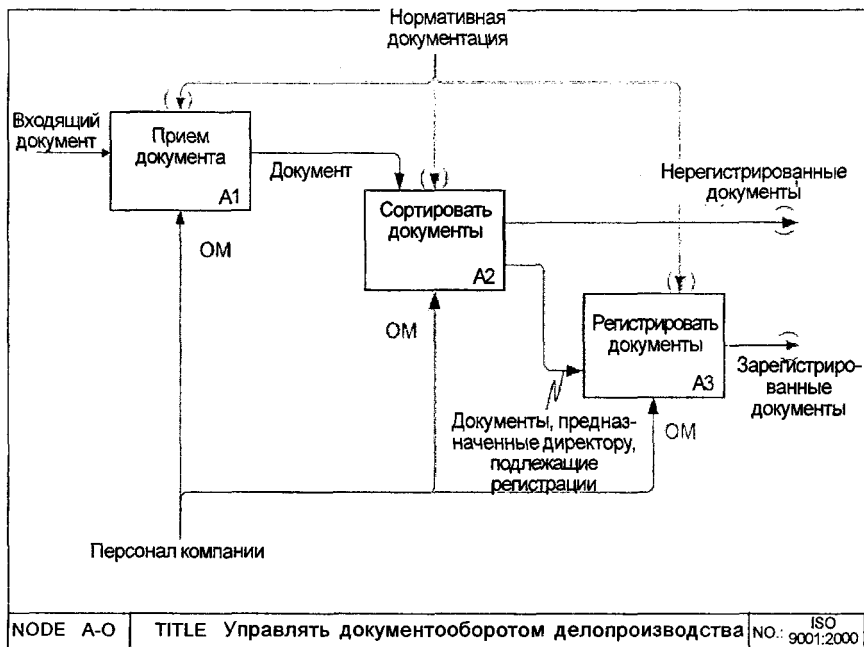 Нормативная
документация
Входящий
документ
Прием
документа
A1
Документ
ОМ
Сортировать
документы
A2
Нерегистрированные
документы
ОМ
Регистрировать
документы
A3
Зарегистриро-
ванные
документы
Документы, предназ-
наченные директору,
подлежащие
регистрации
ОМ
Персонал компании
NODE A-O
TITLE Управлять документооборотом делопроизводства
NO.: ISO
9001:2000